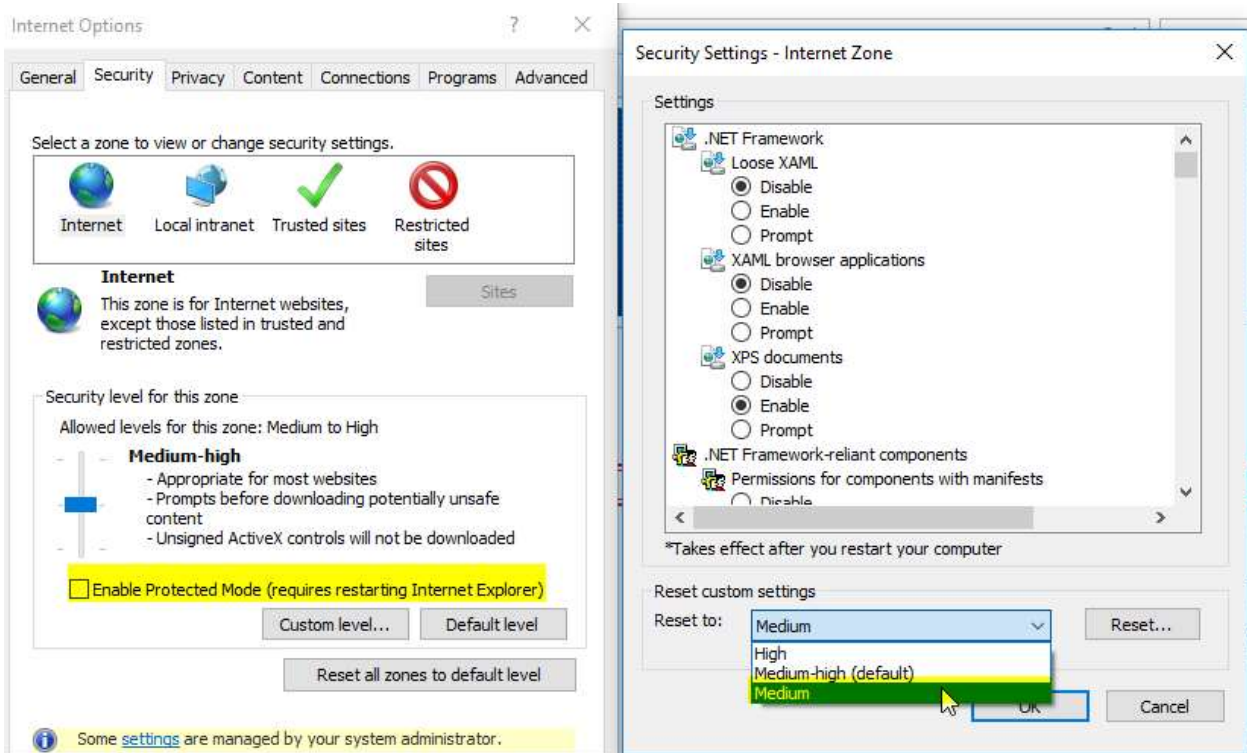 Internet Options
?
General Security Privacy Content Connections Programs Advanced
Select a zone to view or change security settings.
Internet
Local intranet
Trusted sites
Restricted
sites
Internet
This zone is for Internet websites,
except those listed in trusted and
restricted zones.
Sites
Security level for this zone
Allowed levels for this zone: Medium to High
Medium-high
- Appropriate for most websites
- Prompts before downloading potentially unsafe
content
- Unsigned ActiveX controls will not be downloaded
Enable Protected Mode (requires restarting Internet Explorer)
Custom level...
Default level
Reset all zones to default level
Some settings are managed by your system administrator.
Security Settings - Internet Zone
Settings
.NET Framework
Loose XAML
Disable
Enable
Prompt
XAML browser applications
Disable
Enable
Prompt
XPS documents
Disable
Enable
Prompt
.NET Framework-reliant components
Permissions for components with manifests
Disable
*Takes effect after you restart your computer
Reset custom settings
Reset to:
Medium
Reset...
High
Medium-high (default)
Medium
OK
Cancel